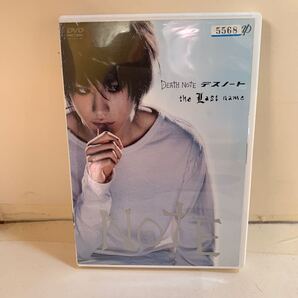 DVD
5568
DEATH NOTE デスノート
the Last name
NOTE